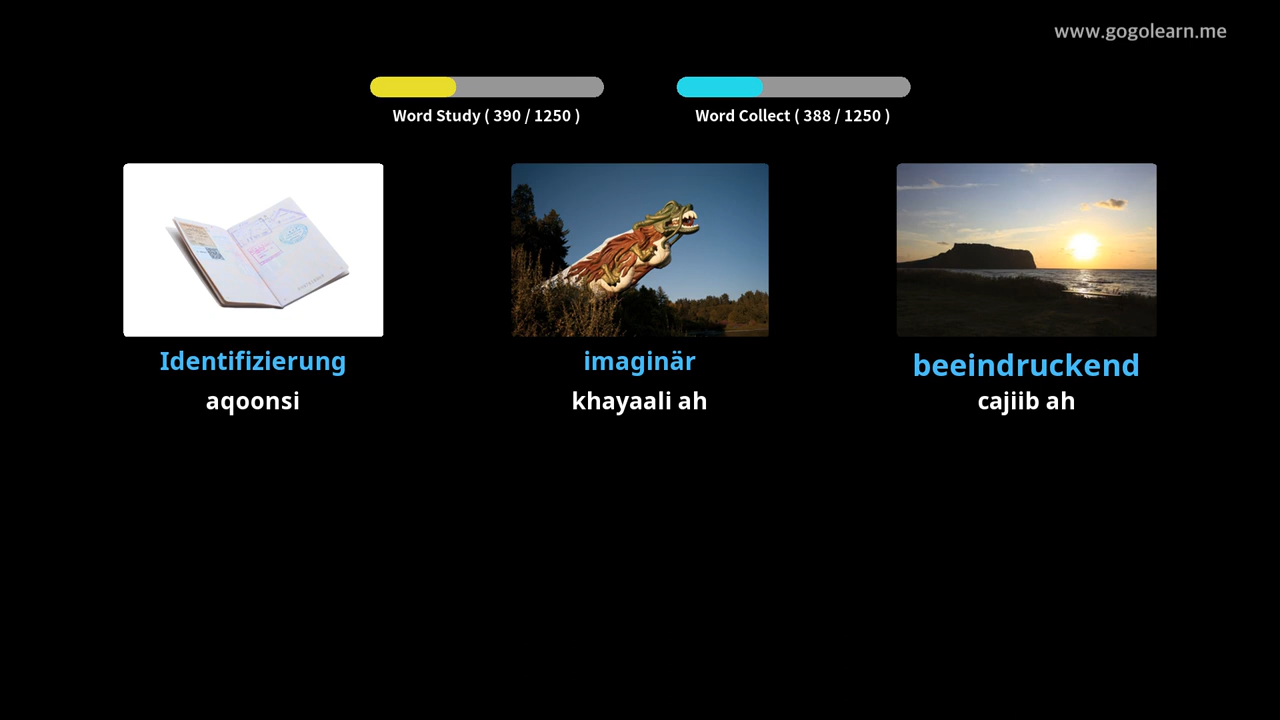 www.gogolearn.me
Word Study ( 390 / 1250 )
Word Collect ( 388 / 1250 )
Identifizierung
imaginär
beeindruckend
aqoonsi
khayaali ah
cajiib ah